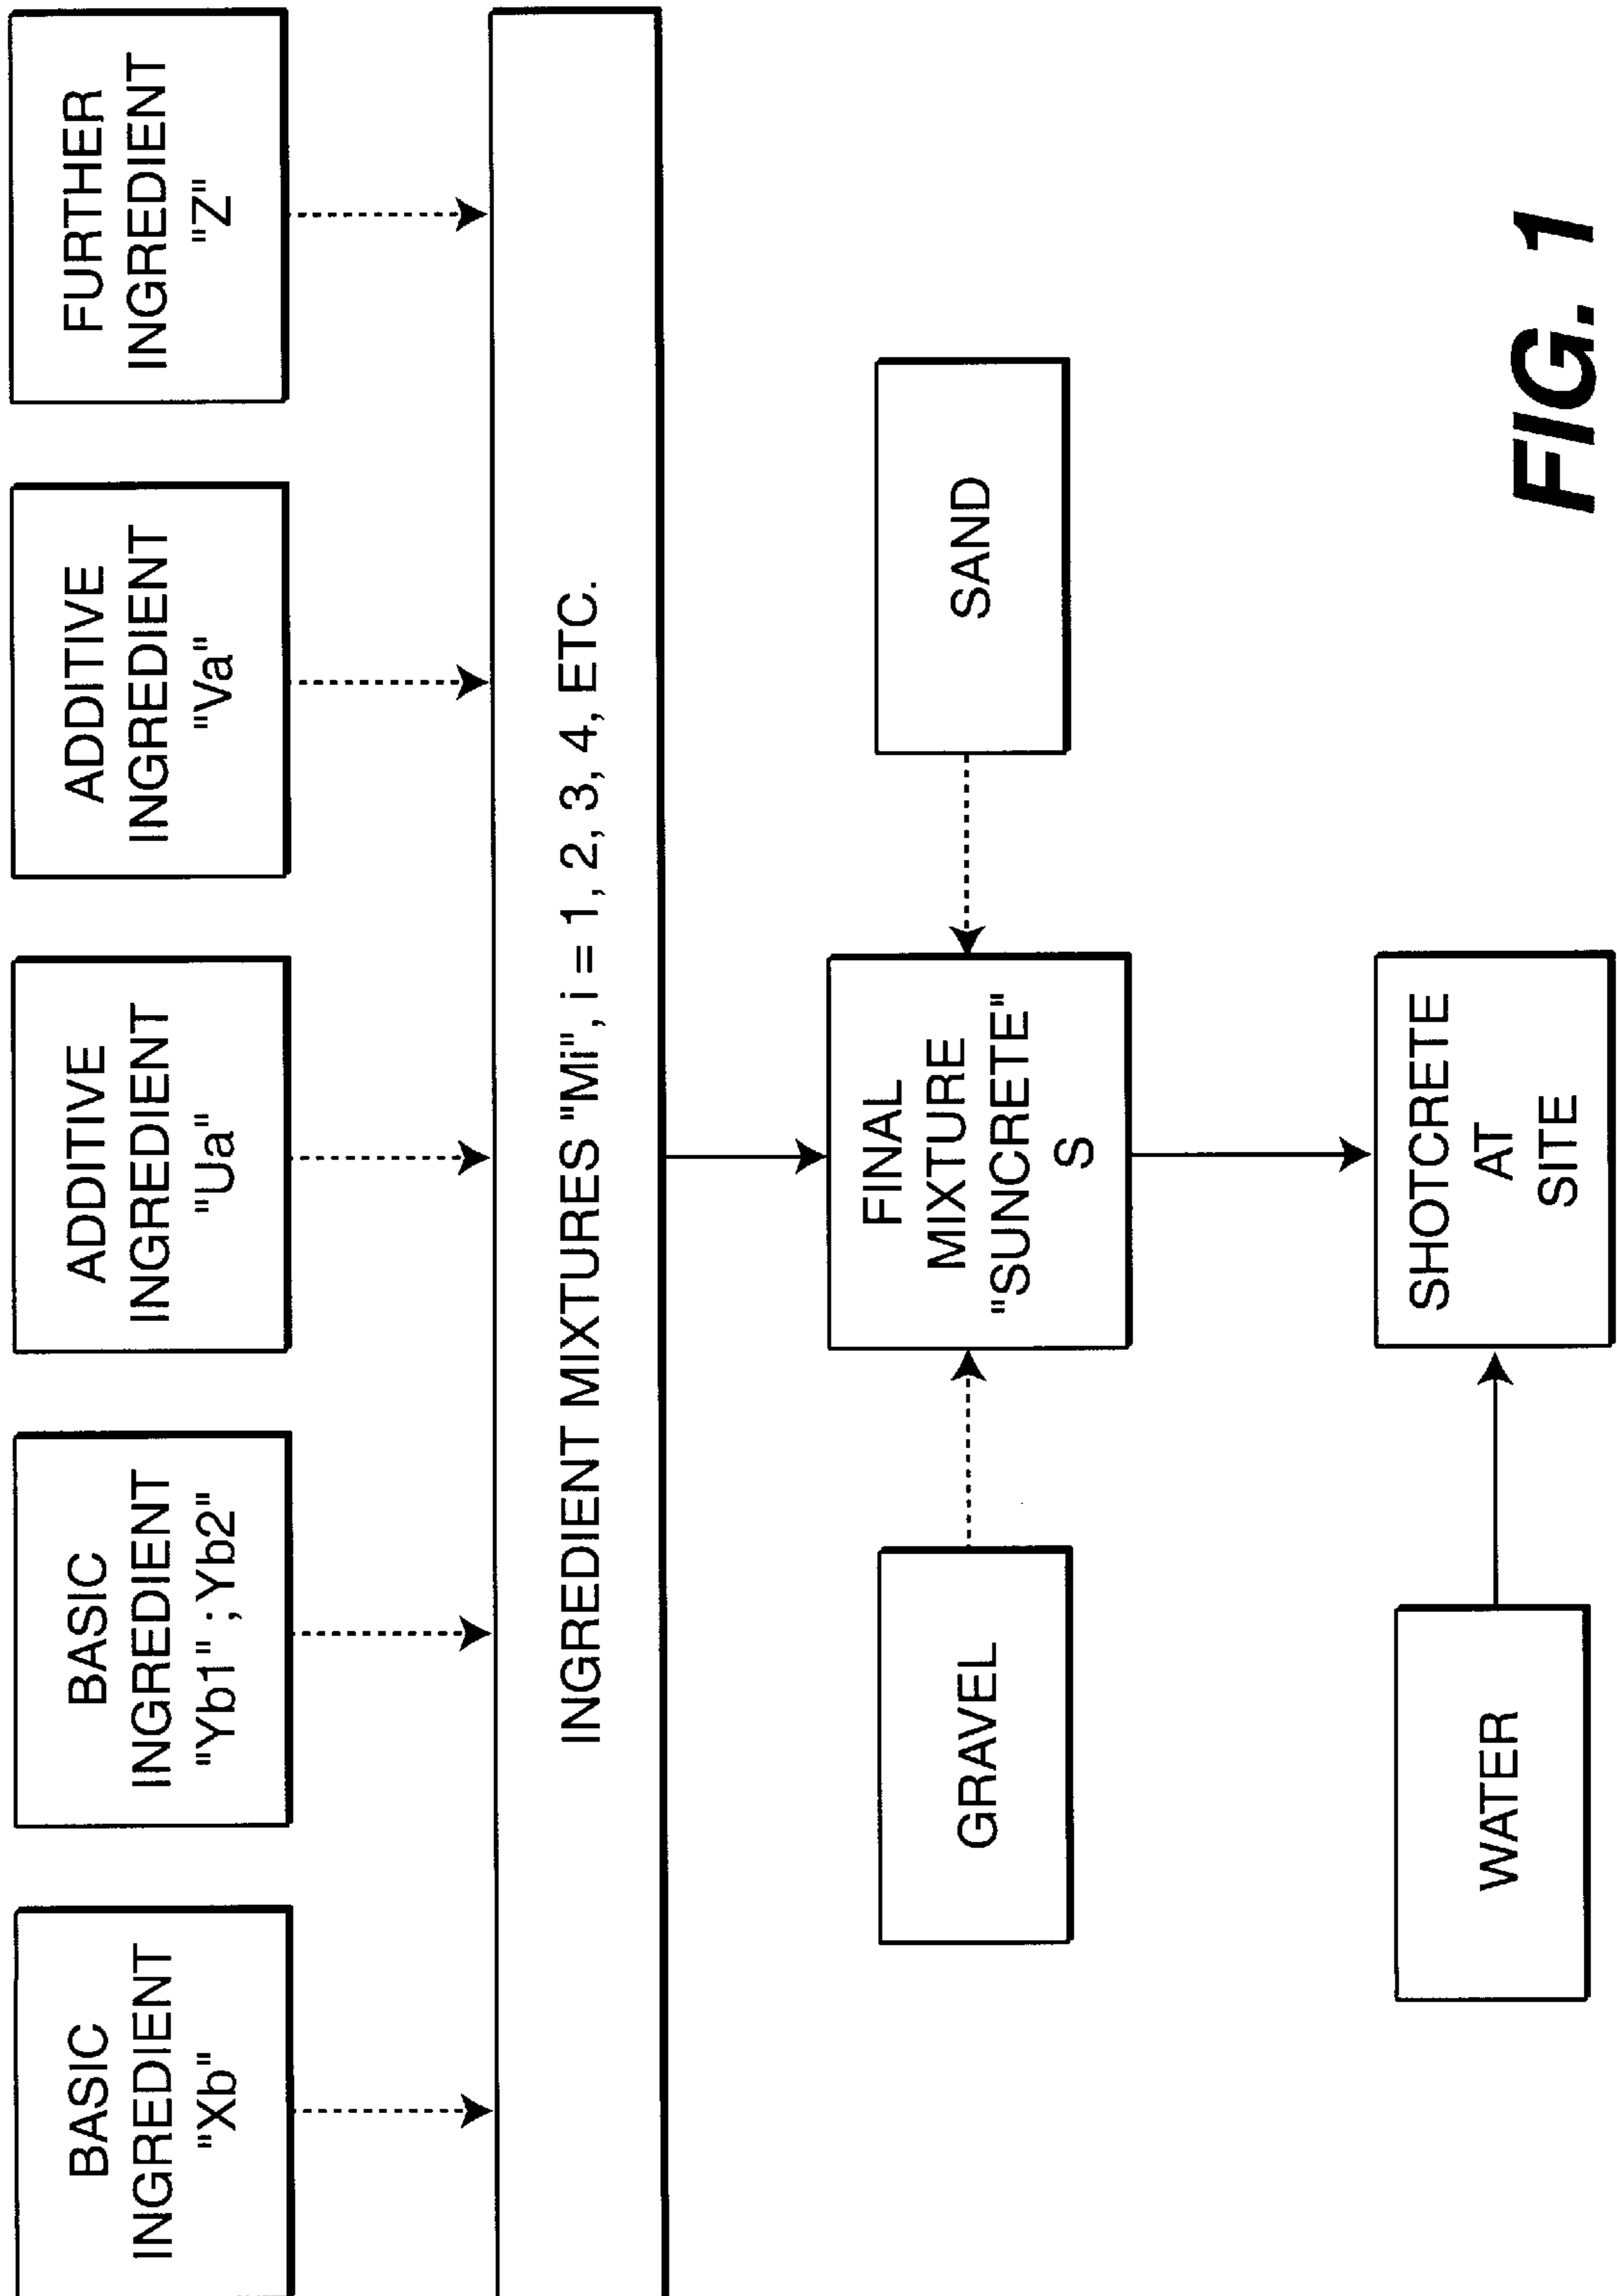 BASIC
INGREDIENT
"Xb"
BASIC
INGREDIENT
"Yb1" ; Yb2"
ADDITIVE
INGREDIENT
"Ua"
ADDITIVE
INGREDIENT
"Va"
FURTHER
INGREDIENT
"Z"
INGREDIENT MIXTURES "Mi", i = 1, 2, 3, 4, ETC.
GRAVEL
FINAL
MIXTURE
"SUNCRETE"
S
SAND
WATER
SHOTCRETE
AT
SITE
FIG. 1